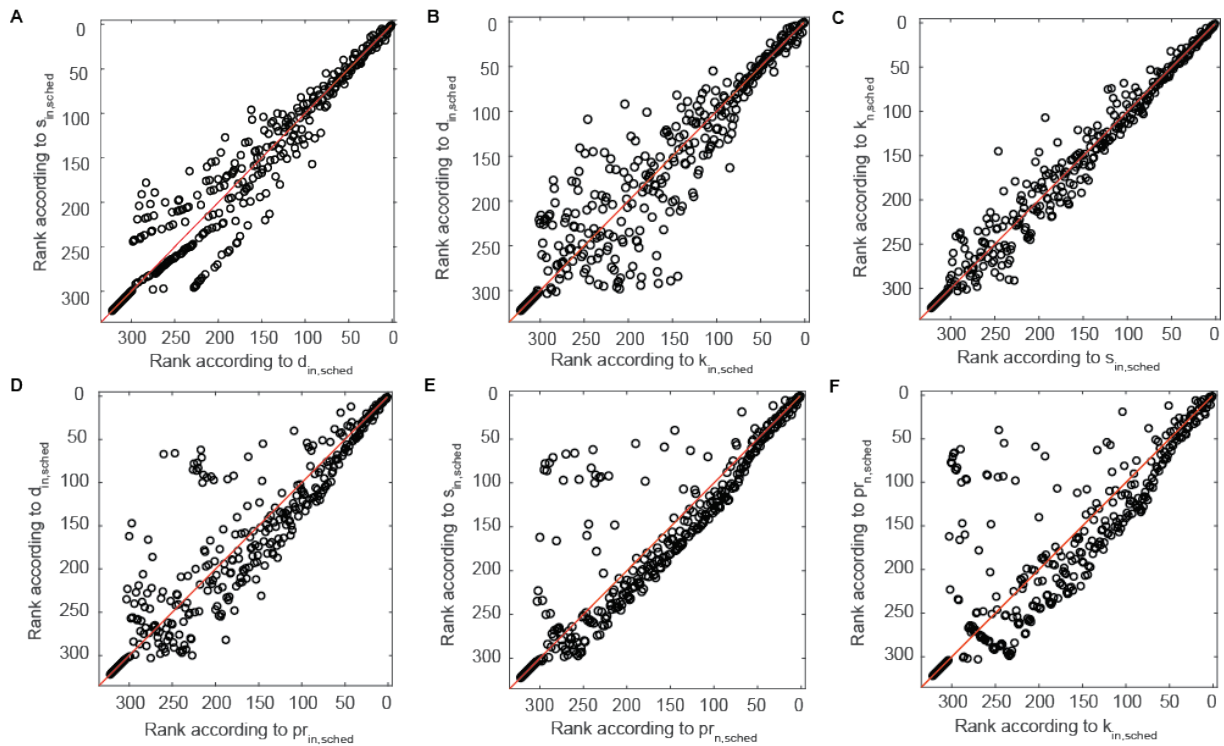 A
0
50
100
150
200
250
300
Rank according to s_in,sched
300 250 200 150 100 50 0
Rank according to d_in,sched
B
0
50
100
150
200
250
300
Rank according to d_in,sched
300 250 200 150 100 50 0
Rank according to k_in,sched
C
0
50
100
150
200
250
300
Rank according to k_n,sched
300 250 200 150 100 50 0
Rank according to s_in,sched
D
0
50
100
150
200
250
300
Rank according to d_in,sched
300 250 200 150 100 50 0
Rank according to pr_in,sched
E
0
50
100
150
200
250
300
Rank according to s_in,sched
300 250 200 150 100 50 0
Rank according to pr_n,sched
F
0
50
100
150
200
250
300
Rank according to pr_n,sched
300 250 200 150 100 50 0
Rank according to k_in,sched